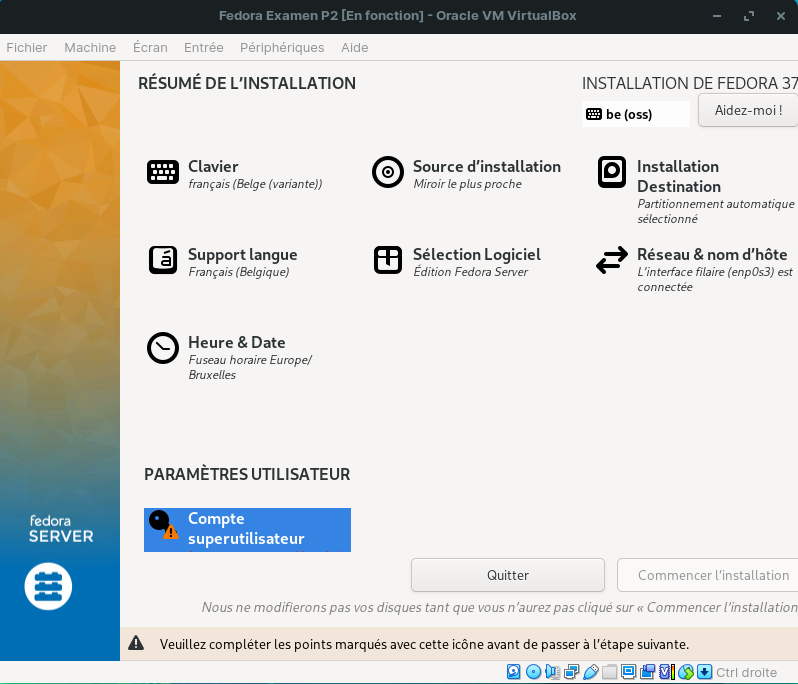 Fedora Examen P2 [En fonction] - Oracle VM VirtualBox
Fichier Machine Écran Entrée Périphériques Aide
RÉSUMÉ DE L'INSTALLATION
INSTALLATION DE FEDORA 37
be (oss)
Aidez-moi !
Clavier
français (Belge (variante))
Source d'installation
Miroir le plus proche
Installation
Destination
Partitionnement automatique
sélectionné
Support langue
Français (Belgique)
Sélection Logiciel
Édition Fedora Server
Réseau & nom d'hôte
L'interface filaire (enp0s3) est
connectée
Heure & Date
Fuseau horaire Europe/
Bruxelles
PARAMÈTRES UTILISATEUR
Compte
superutilisateur
fedora
SERVER
Quitter
Commencer l'installation
Nous ne modifierons pas vos disques tant que vous n'aurez pas cliqué sur « Commencer l'installation
Veuillez compléter les points marqués avec cette icône avant de passer à l'étape suivante.
Ctrl droite